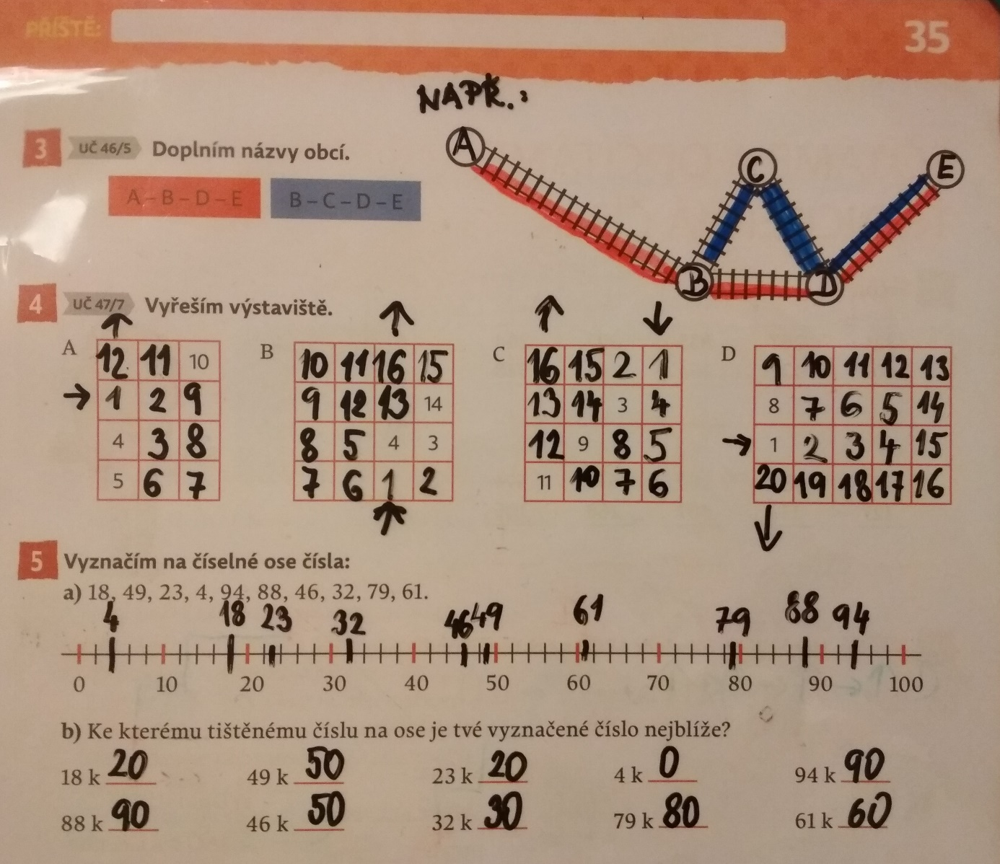 PŘÍŠTĚ:
35
NAPŘ.:
3 UČ 46/5 Doplním názvy obcí.
A – B – D – E B – C – D – E
A
C
E
B
D
4 UČ 47/7 Vyřeším výstaviště.
A
12 11 10
1 2 9
4 3 8
5 6 7
B
10 11 16 15
9 12 13 14
8 5 4 3
7 6 1 2
C
16 15 2 1
13 14 3 4
12 9 8 5
11 10 7 6
D
9 10 11 12 13
8 7 6 5 14
1 2 3 4 15
20 19 18 17 16
5 Vyznačím na číselné ose čísla:
a) 18, 49, 23, 4, 94, 88, 46, 32, 79, 61.
4 18 23 32 46 49 61 79 88 94
0 10 20 30 40 50 60 70 80 90 100
b) Ke kterému tištěnému číslu na ose je tvé vyznačené číslo nejblíže?
18 k 20 49 k 50 23 k 20 4 k 0 94 k 90
88 k 90 46 k 50 32 k 30 79 k 80 61 k 60